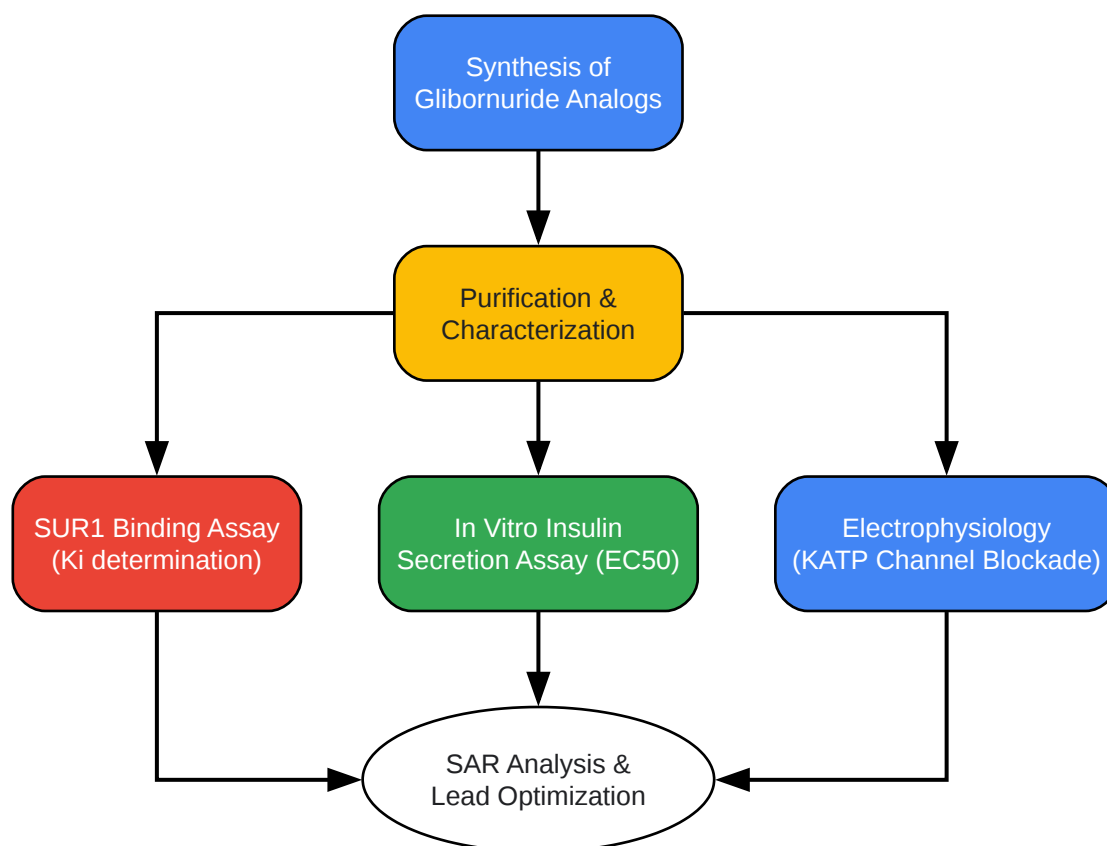 Synthesis of
Glibornuride Analogs
Purification &
Characterization
SUR1 Binding Assay
(Ki determination)
In Vitro Insulin
Secretion Assay (EC50)
Electrophysiology
(KATP Channel Blockade)
SAR Analysis &
Lead Optimization